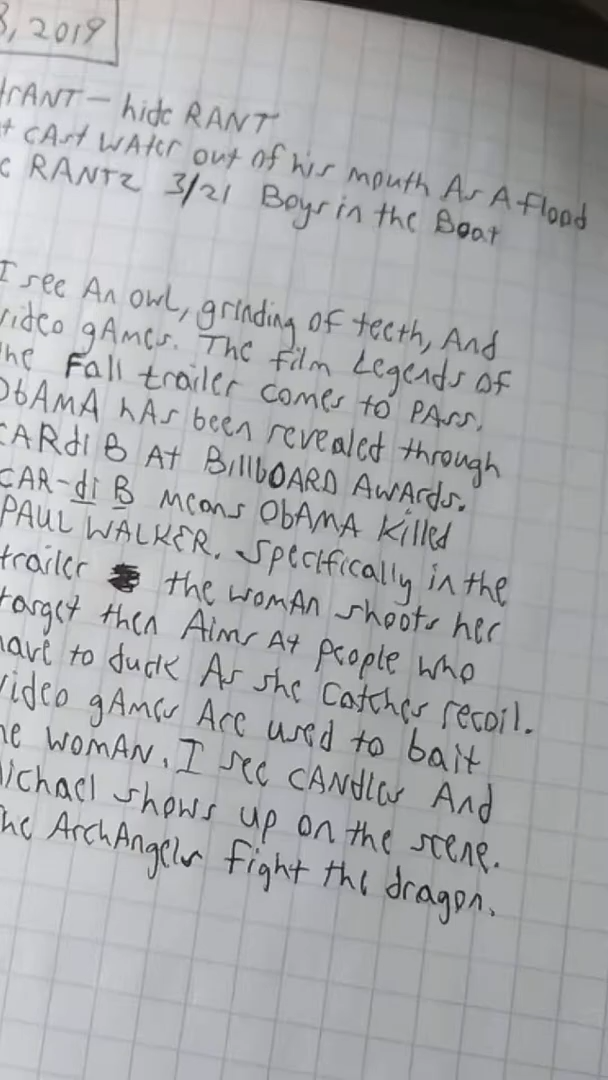 8, 2019
tRANT - hide RANT
t cAst WAter out of his mouth As A flood
c RANTZ 3/21 Boys in the Boat
I see An owl, grinding of teeth, And
video gAmes. The film Legends of
the Fall trailer comes to PAss.
ObAMA hAs been revealed through
CARdi B At BillBOARD AwArds.
CAR-di B Means ObAMA Killed
PAUL WALKER. Specifically in the
trailer the womAn shoots her
target then Aims At people who
have to duck As she catches recoil.
video gAmes Are used to bait
he womAn. I see cANdles And
Michael shows up on the scene.
The ArchAngels fight the dragon.